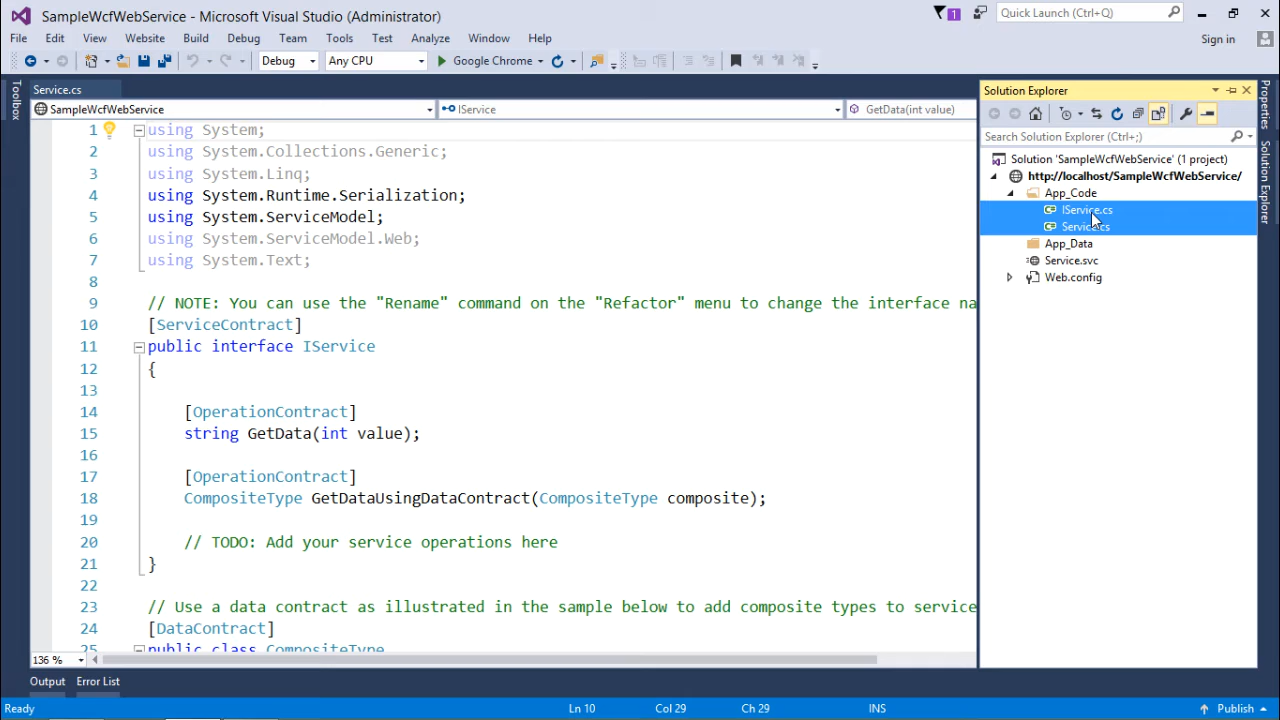 SampleWcfWebService - Microsoft Visual Studio (Administrator)
1
Quick Launch (Ctrl+Q)
File Edit View Website Build Debug Team Tools Test Analyze Window Help
Sign in
Debug Any CPU Google Chrome
Toolbox
Service.cs
SampleWcfWebService IService GetData(int value)
1 using System;
2 using System.Collections.Generic;
3 using System.Linq;
4 using System.Runtime.Serialization;
5 using System.ServiceModel;
6 using System.ServiceModel.Web;
7 using System.Text;
8
9 // NOTE: You can use the "Rename" command on the "Refactor" menu to change the interface na
10 [ServiceContract]
11 public interface IService
12 {
13
14 [OperationContract]
15 string GetData(int value);
16
17 [OperationContract]
18 CompositeType GetDataUsingDataContract(CompositeType composite);
19
20 // TODO: Add your service operations here
21 }
22
23 // Use a data contract as illustrated in the sample below to add composite types to service
24 [DataContract]
25 public class CompositeType
136 %
Solution Explorer
Search Solution Explorer (Ctrl+;)
Solution 'SampleWcfWebService' (1 project)
http://localhost/SampleWcfWebService/
App_Code
IService.cs
Service.cs
App_Data
Service.svc
Web.config
Properties
Solution Explorer
Output Error List
Ready Ln 10 Col 29 Ch 29 INS Publish